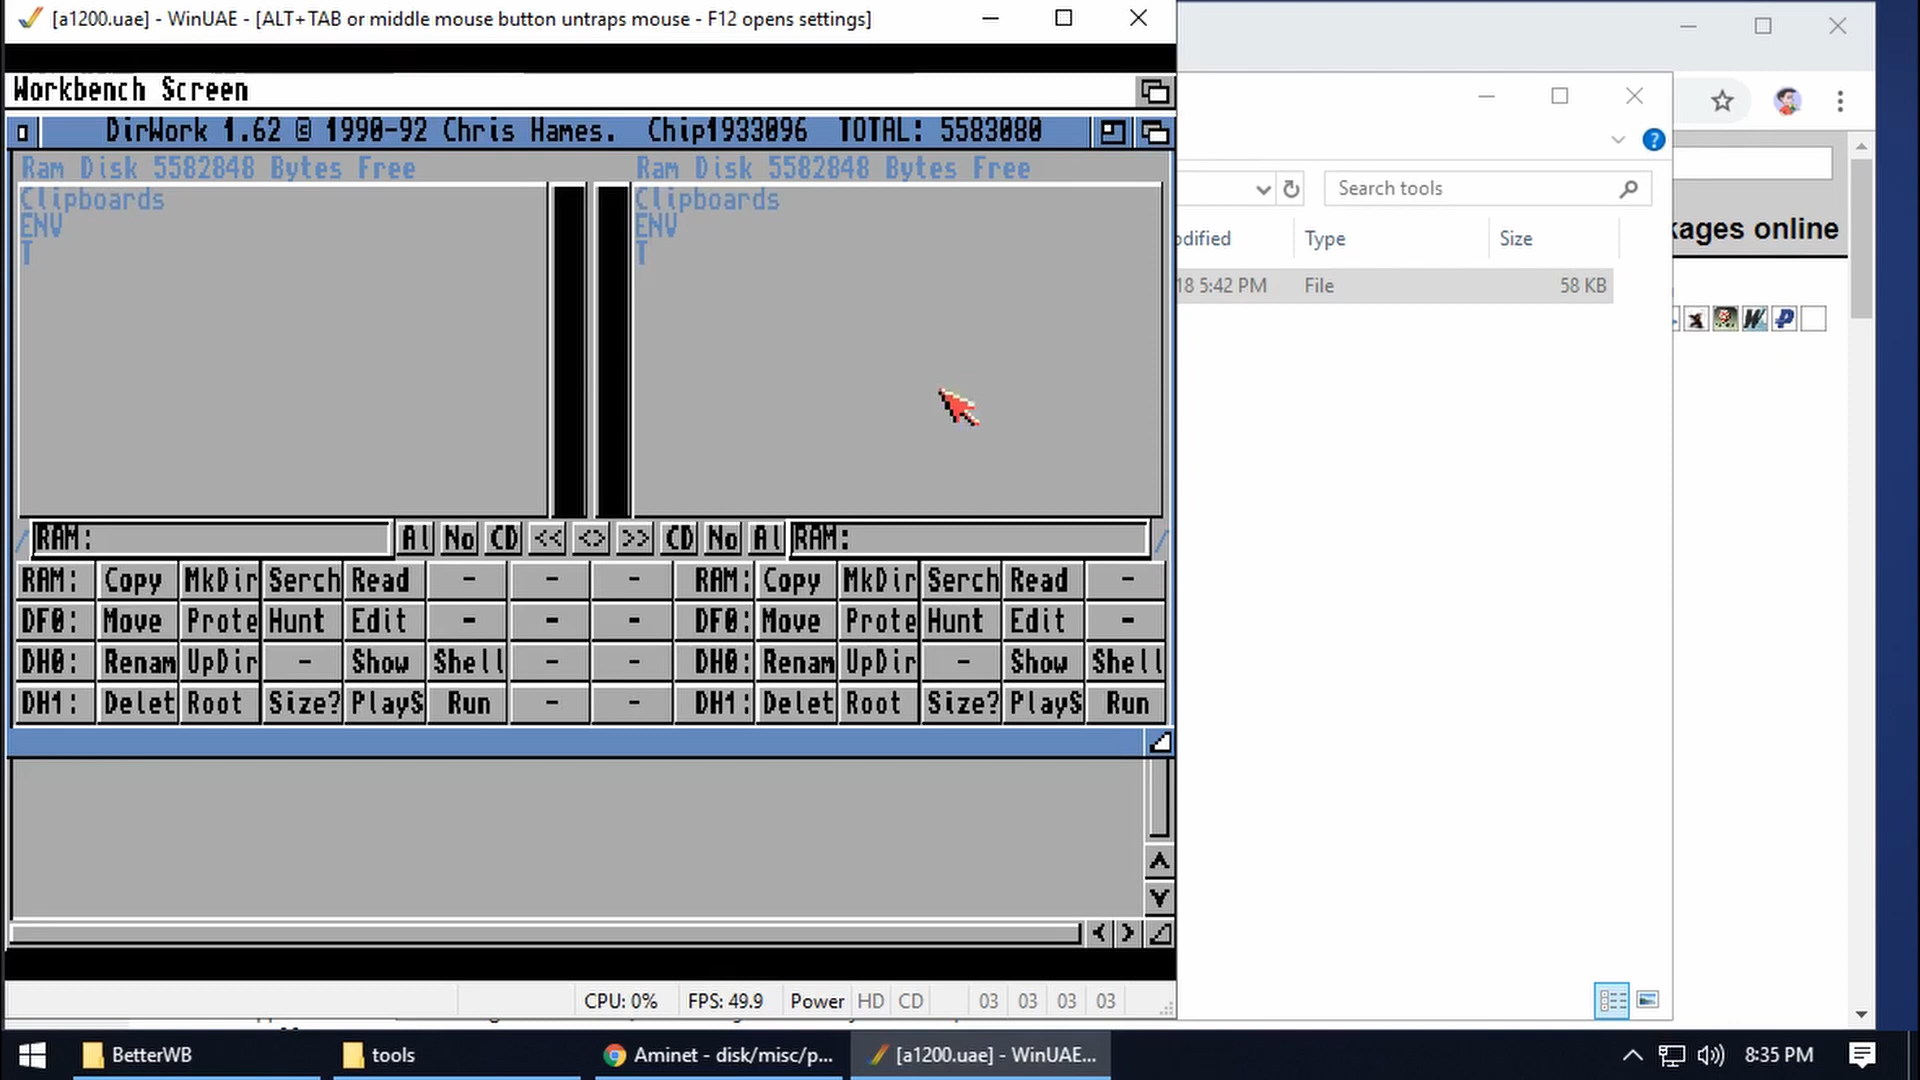 [a1200.uae] - WinUAE - [ALT+TAB or middle mouse button untraps mouse - F12 opens settings]
Workbench Screen
DirWork 1.62 © 1990-92 Chris Hames. Chip1933096 TOTAL: 5583080
Ram Disk 5582848 Bytes Free
Clipboards
ENV
T
Ram Disk 5582848 Bytes Free
Clipboards
ENV
T
RAM: Al No CD << <> >> CD No Al RAM:
RAM: Copy MkDir Serch Read - - - RAM: Copy MkDir Serch Read -
DF0: Move Prote Hunt Edit - - - DF0: Move Prote Hunt Edit -
DH0: Renam UpDir - Show Shell - - DH0: Renam UpDir - Show Shell
DH1: Delet Root Size? PlayS Run - - DH1: Delet Root Size? PlayS Run
CPU: 0% FPS: 49.9 Power HD CD 03 03 03 03
Search tools
odified Type Size
18 5:42 PM File 58 KB
kages online
BetterWB tools Aminet - disk/misc/p... [a1200.uae] - WinUAE... 8:35 PM